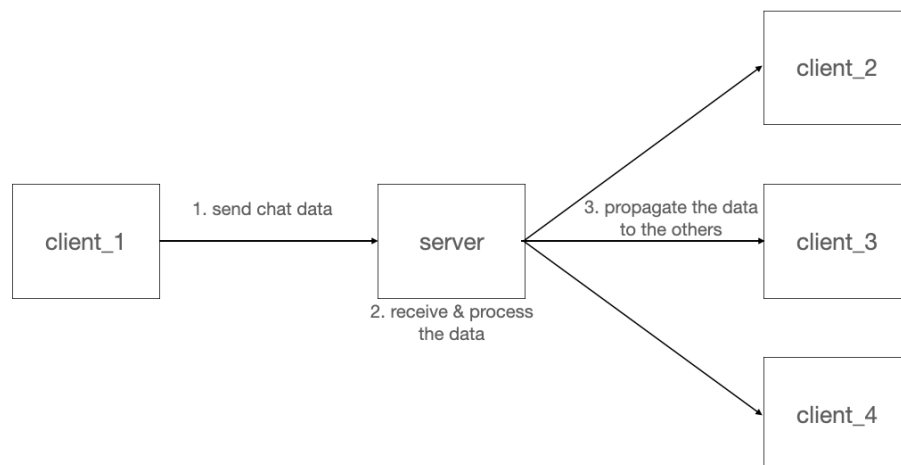 client_2
1. send chat data
client_1
server
3. propagate the data
to the others
client_3
2. receive & process
the data
client_4